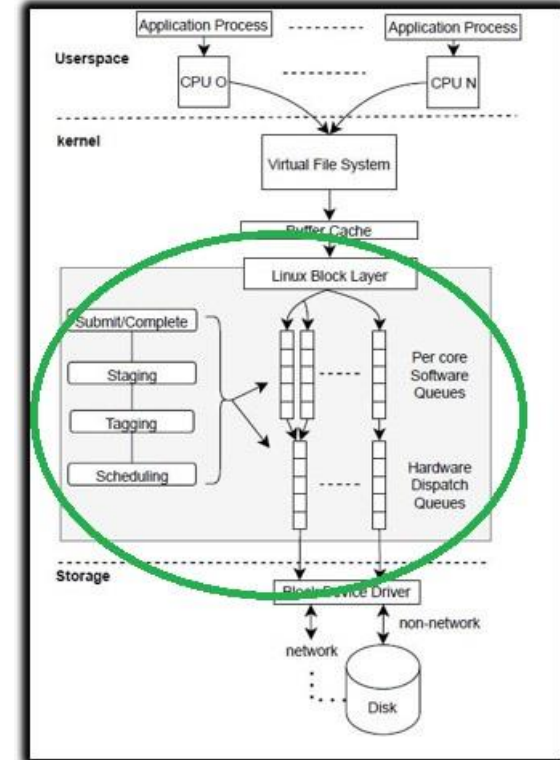 Application Process
Application Process
Userspace
CPU O
CPU N
kernel
Virtual File System
Buffer Cache
Linux Block Layer
Submit/Complete
Staging
Tagging
Scheduling
Per core
Software
Queues
Hardware
Dispatch
Queues
Storage
Block Device Driver
network
non-network
Disk